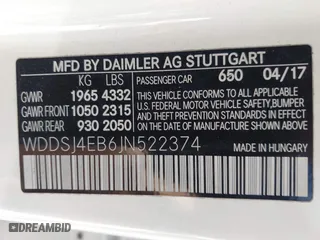 MFD BY DAIMLER AG STUTTGART
KG LBS
PASSENGER CAR 650 04/17
GVWR 1965 4332
GAWR FRONT 1050 2315
GAWR REAR 930 2050
THIS VEHICLE CONFORMS TO ALL APPLICABLE
U.S. FEDERAL MOTOR VEHICLE SAFETY, BUMPER
AND THEFT PREVENTION STANDARDS IN EFFECT
ON THE DATE OF MANUFACTURE SHOWN ABOVE
WDDSJ4EB6JN522374
MADE IN HUNGARY